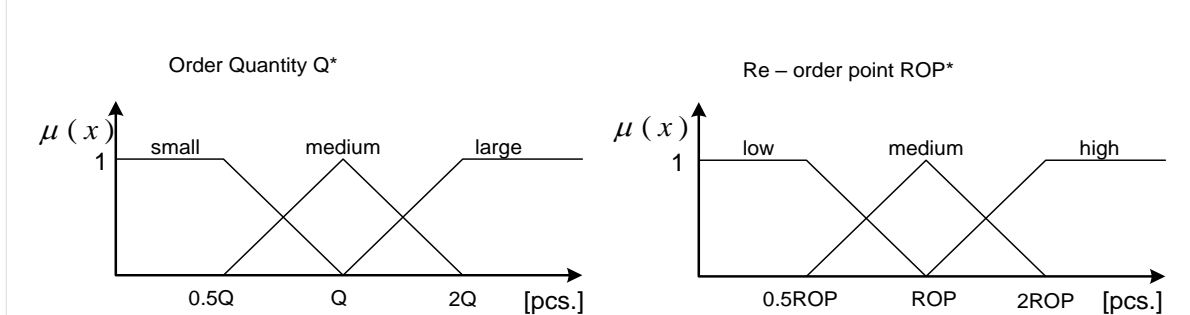 Order Quantity Q*
μ ( x )
1
small
medium
large
0.5Q
Q
2Q
[pcs.]
Re – order point ROP*
μ ( x )
1
low
medium
high
0.5ROP
ROP
2ROP
[pcs.]